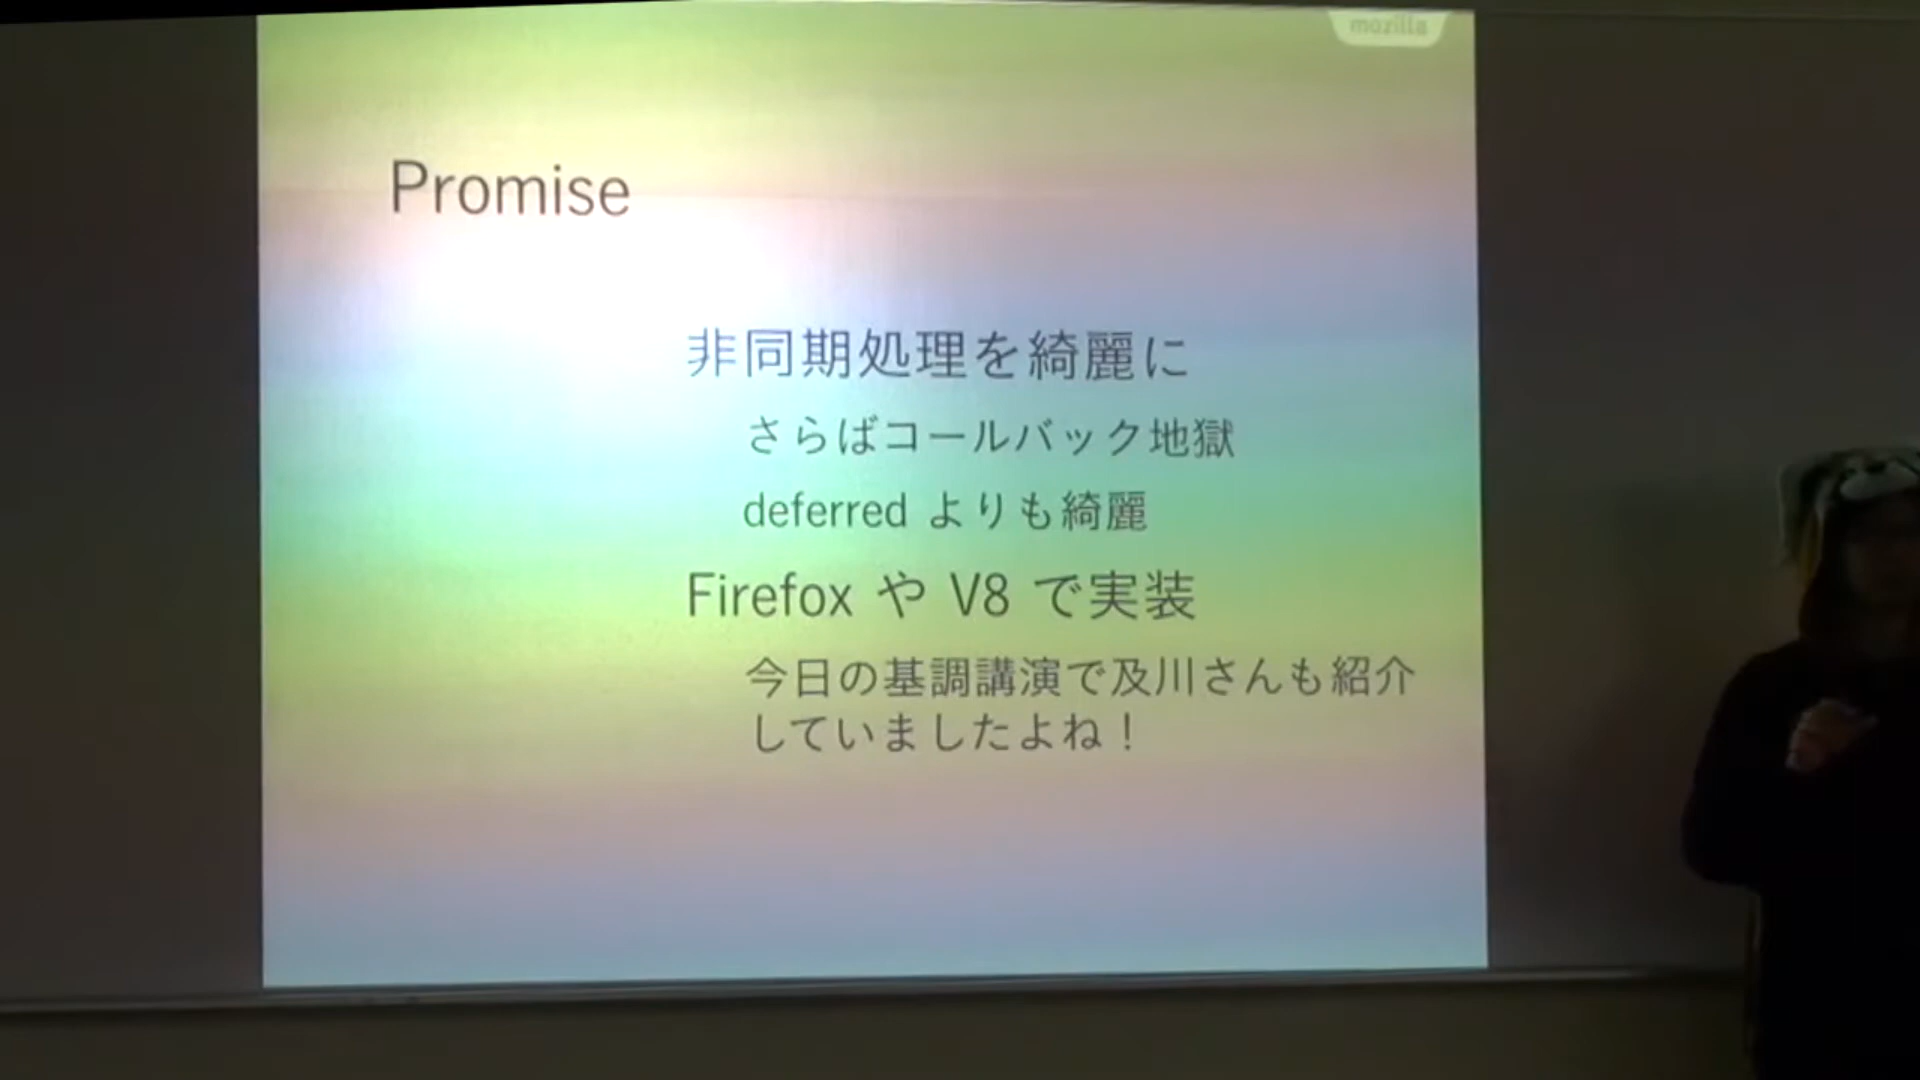 mozilla
Promise
非同期処理を綺麗に
さらばコールバック地獄
deferred よりも綺麗
Firefox や V8 で実装
今日の基調講演で及川さんも紹介
していましたよね！